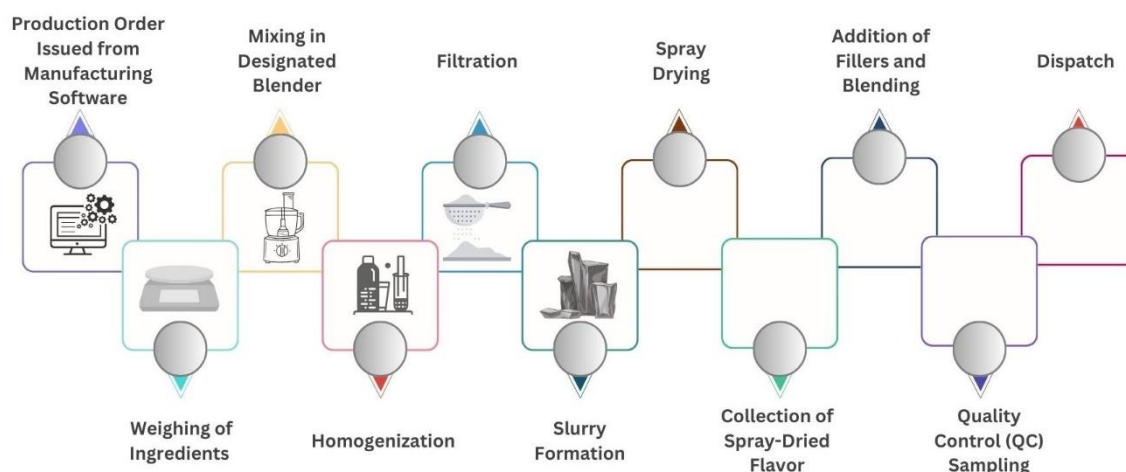 Production Order
Issued from
Manufacturing
Software
Weighing of
Ingredients
Mixing in
Designated
Blender
Homogenization
Filtration
Slurry
Formation
Spray
Drying
Collection of
Spray-Dried
Flavor
Addition of
Fillers and
Blending
Quality
Control (QC)
Sampling
Dispatch